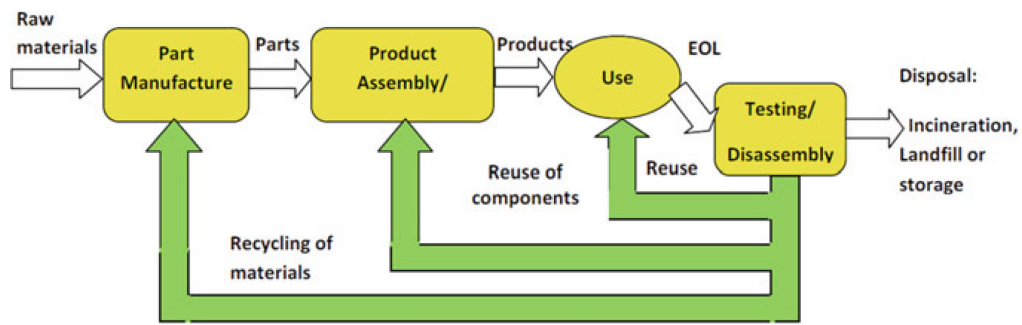 Raw
materials
Part
Manufacture
Parts
Product
Assembly/
Products
Use
EOL
Testing/
Disassembly
Disposal:
Incineration,
Landfill or
storage
Reuse
Reuse of
components
Recycling of
materials